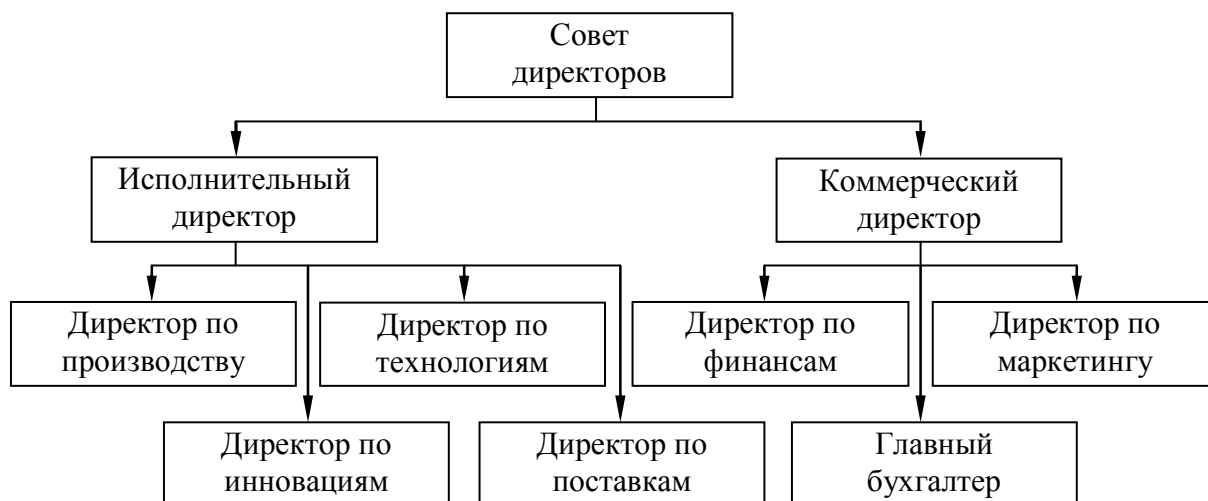 Совет
директоров
Исполнительный
директор
Коммерческий
директор
Директор по
производству
Директор по
технологиям
Директор по
финансам
Директор по
маркетингу
Директор по
инновациям
Директор по
поставкам
Главный
бухгалтер